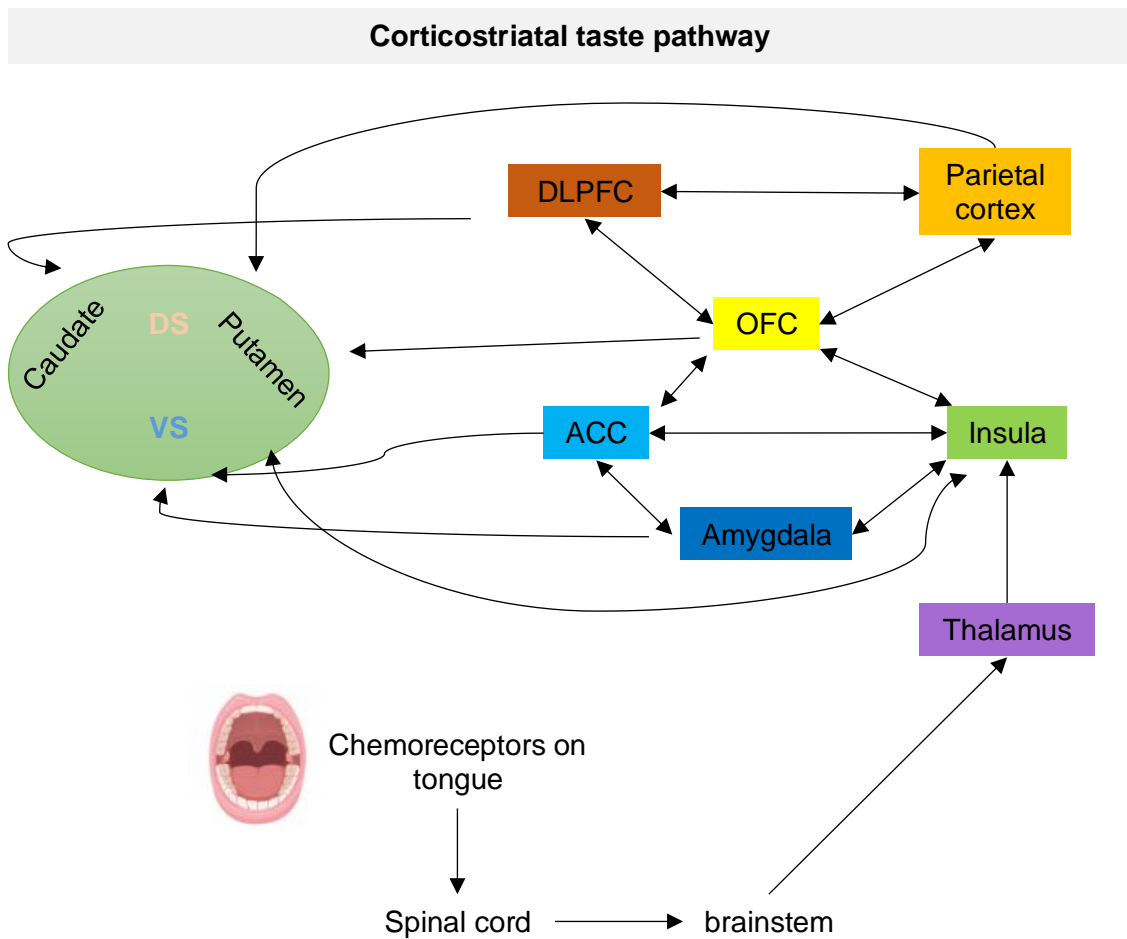 Corticostriatal taste pathway
DLPFC
Parietal
cortex
Caudate
DS
Putamen
VS
OFC
ACC
Insula
Amygdala
Thalamus
Chemoreceptors on
tongue
Spinal cord
brainstem